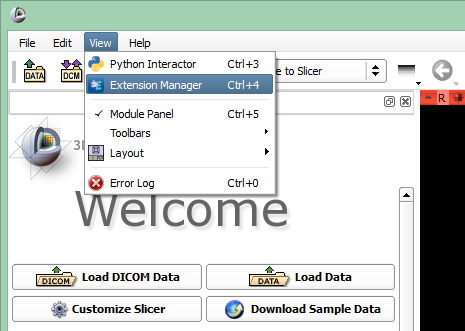 File Edit View Help
DATA DCM
Python Interactor Ctrl+3
e to Slicer
Extension Manager Ctrl+4
R
Module Panel Ctrl+5
Toolbars
3D
Layout
Error Log Ctrl+0
Welcome
DICOM Load DICOM Data
DATA Load Data
Customize Slicer
Download Sample Data